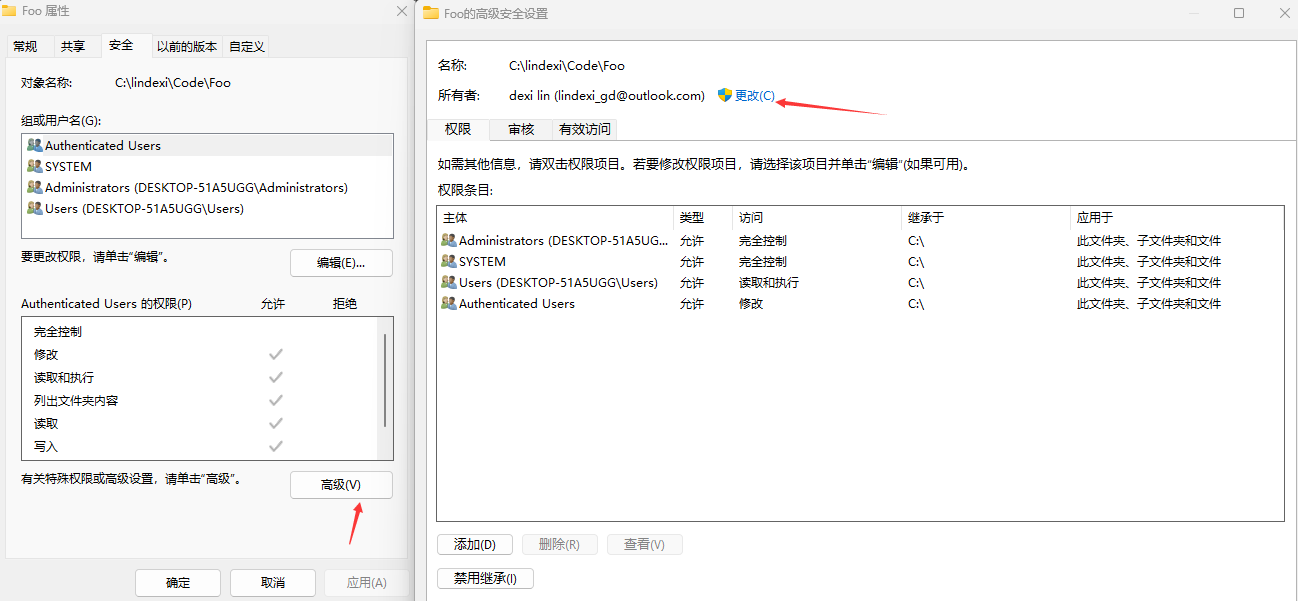 Foo 属性
常规 共享 安全 以前的版本 自定义
对象名称: C:\lindexi\Code\Foo
组或用户名(G):
Authenticated Users
SYSTEM
Administrators (DESKTOP-51A5UGG\Administrators)
Users (DESKTOP-51A5UGG\Users)
要更改权限，请单击“编辑”。
编辑(E)...
Authenticated Users 的权限(P) 允许 拒绝
完全控制
修改
读取和执行
列出文件夹内容
读取
写入
有关特殊权限或高级设置，请单击“高级”。
高级(V)
确定 取消 应用(A)
Foo的高级安全设置
名称: C:\lindexi\Code\Foo
所有者: dexi lin (lindexi_gd@outlook.com) 更改(C)
权限 审核 有效访问
如需其他信息，请双击权限项目。若要修改权限项目，请选择该项目并单击“编辑”(如果可用)。
权限条目:
主体 类型 访问 继承于 应用于
Administrators (DESKTOP-51A5UG... 允许 完全控制 C:\ 此文件夹、子文件夹和文件
SYSTEM 允许 完全控制 C:\ 此文件夹、子文件夹和文件
Users (DESKTOP-51A5UGG\Users) 允许 读取和执行 C:\ 此文件夹、子文件夹和文件
Authenticated Users 允许 修改 C:\ 此文件夹、子文件夹和文件
添加(D) 删除(R) 查看(V)
禁用继承(I)